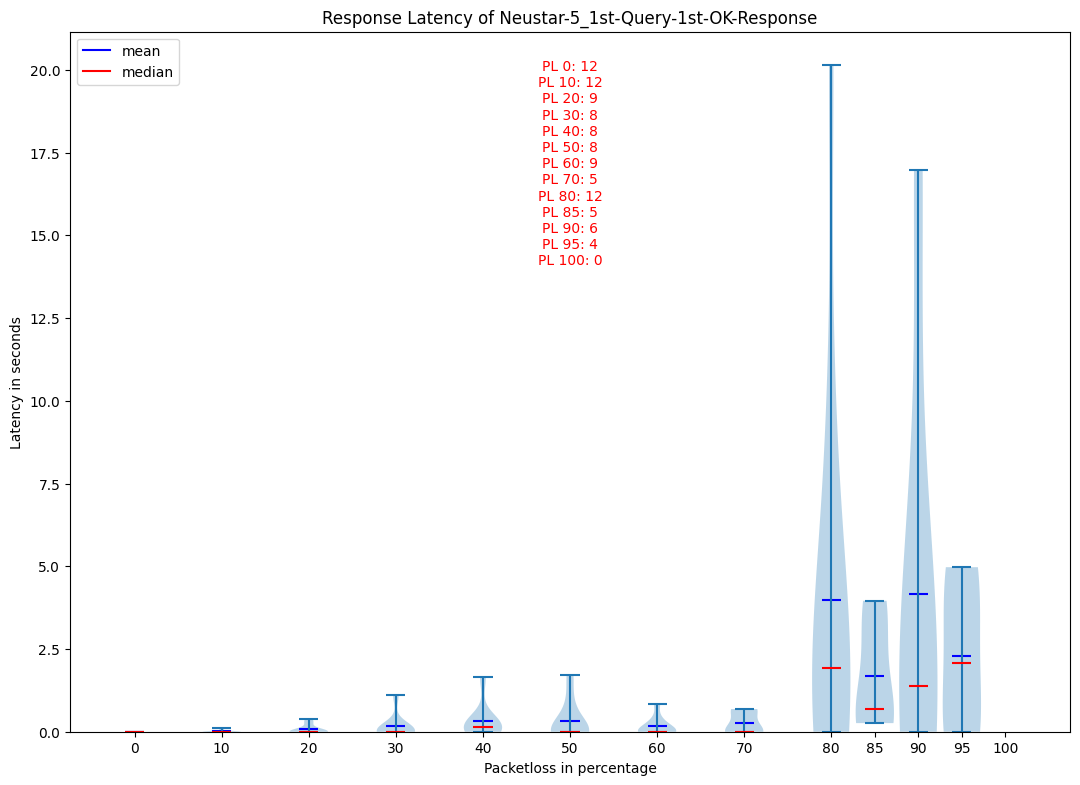 Response Latency of Neustar-5_1st-Query-1st-OK-Response
mean
median
PL 0: 12
PL 10: 12
PL 20: 9
PL 30: 8
PL 40: 8
PL 50: 8
PL 60: 9
PL 70: 5
PL 80: 12
PL 85: 5
PL 90: 6
PL 95: 4
PL 100: 0
Latency in seconds
20.0
17.5
15.0
12.5
10.0
7.5
5.0
2.5
0.0
0 10 20 30 40 50 60 70 80 85 90 95 100
Packetloss in percentage